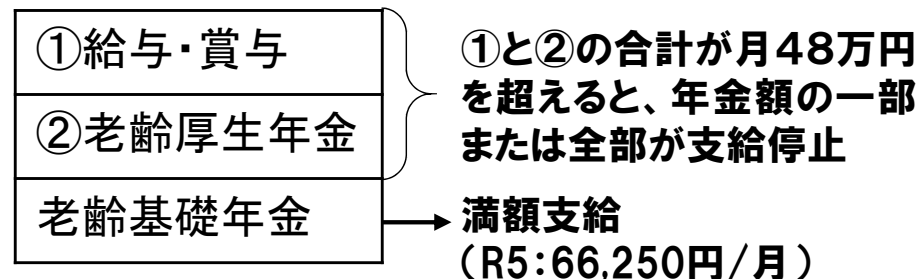 ①給与・賞与
②老齢厚生年金
老齢基礎年金
①と②の合計が月48万円
を超えると、年金額の一部
または全部が支給停止
満額支給
(R5:66,250円/月)